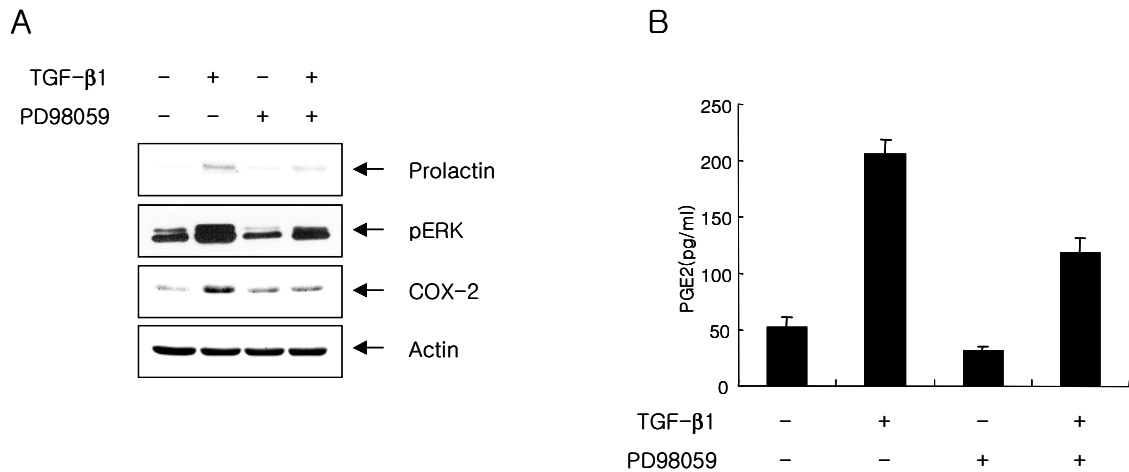 A
TGF-β1 - + - +
PD98059 - - + +
Prolactin
pERK
COX-2
Actin
B
PGE2(pg/ml)
250
200
150
100
50
0
TGF-β1 - + - +
PD98059 - - + +